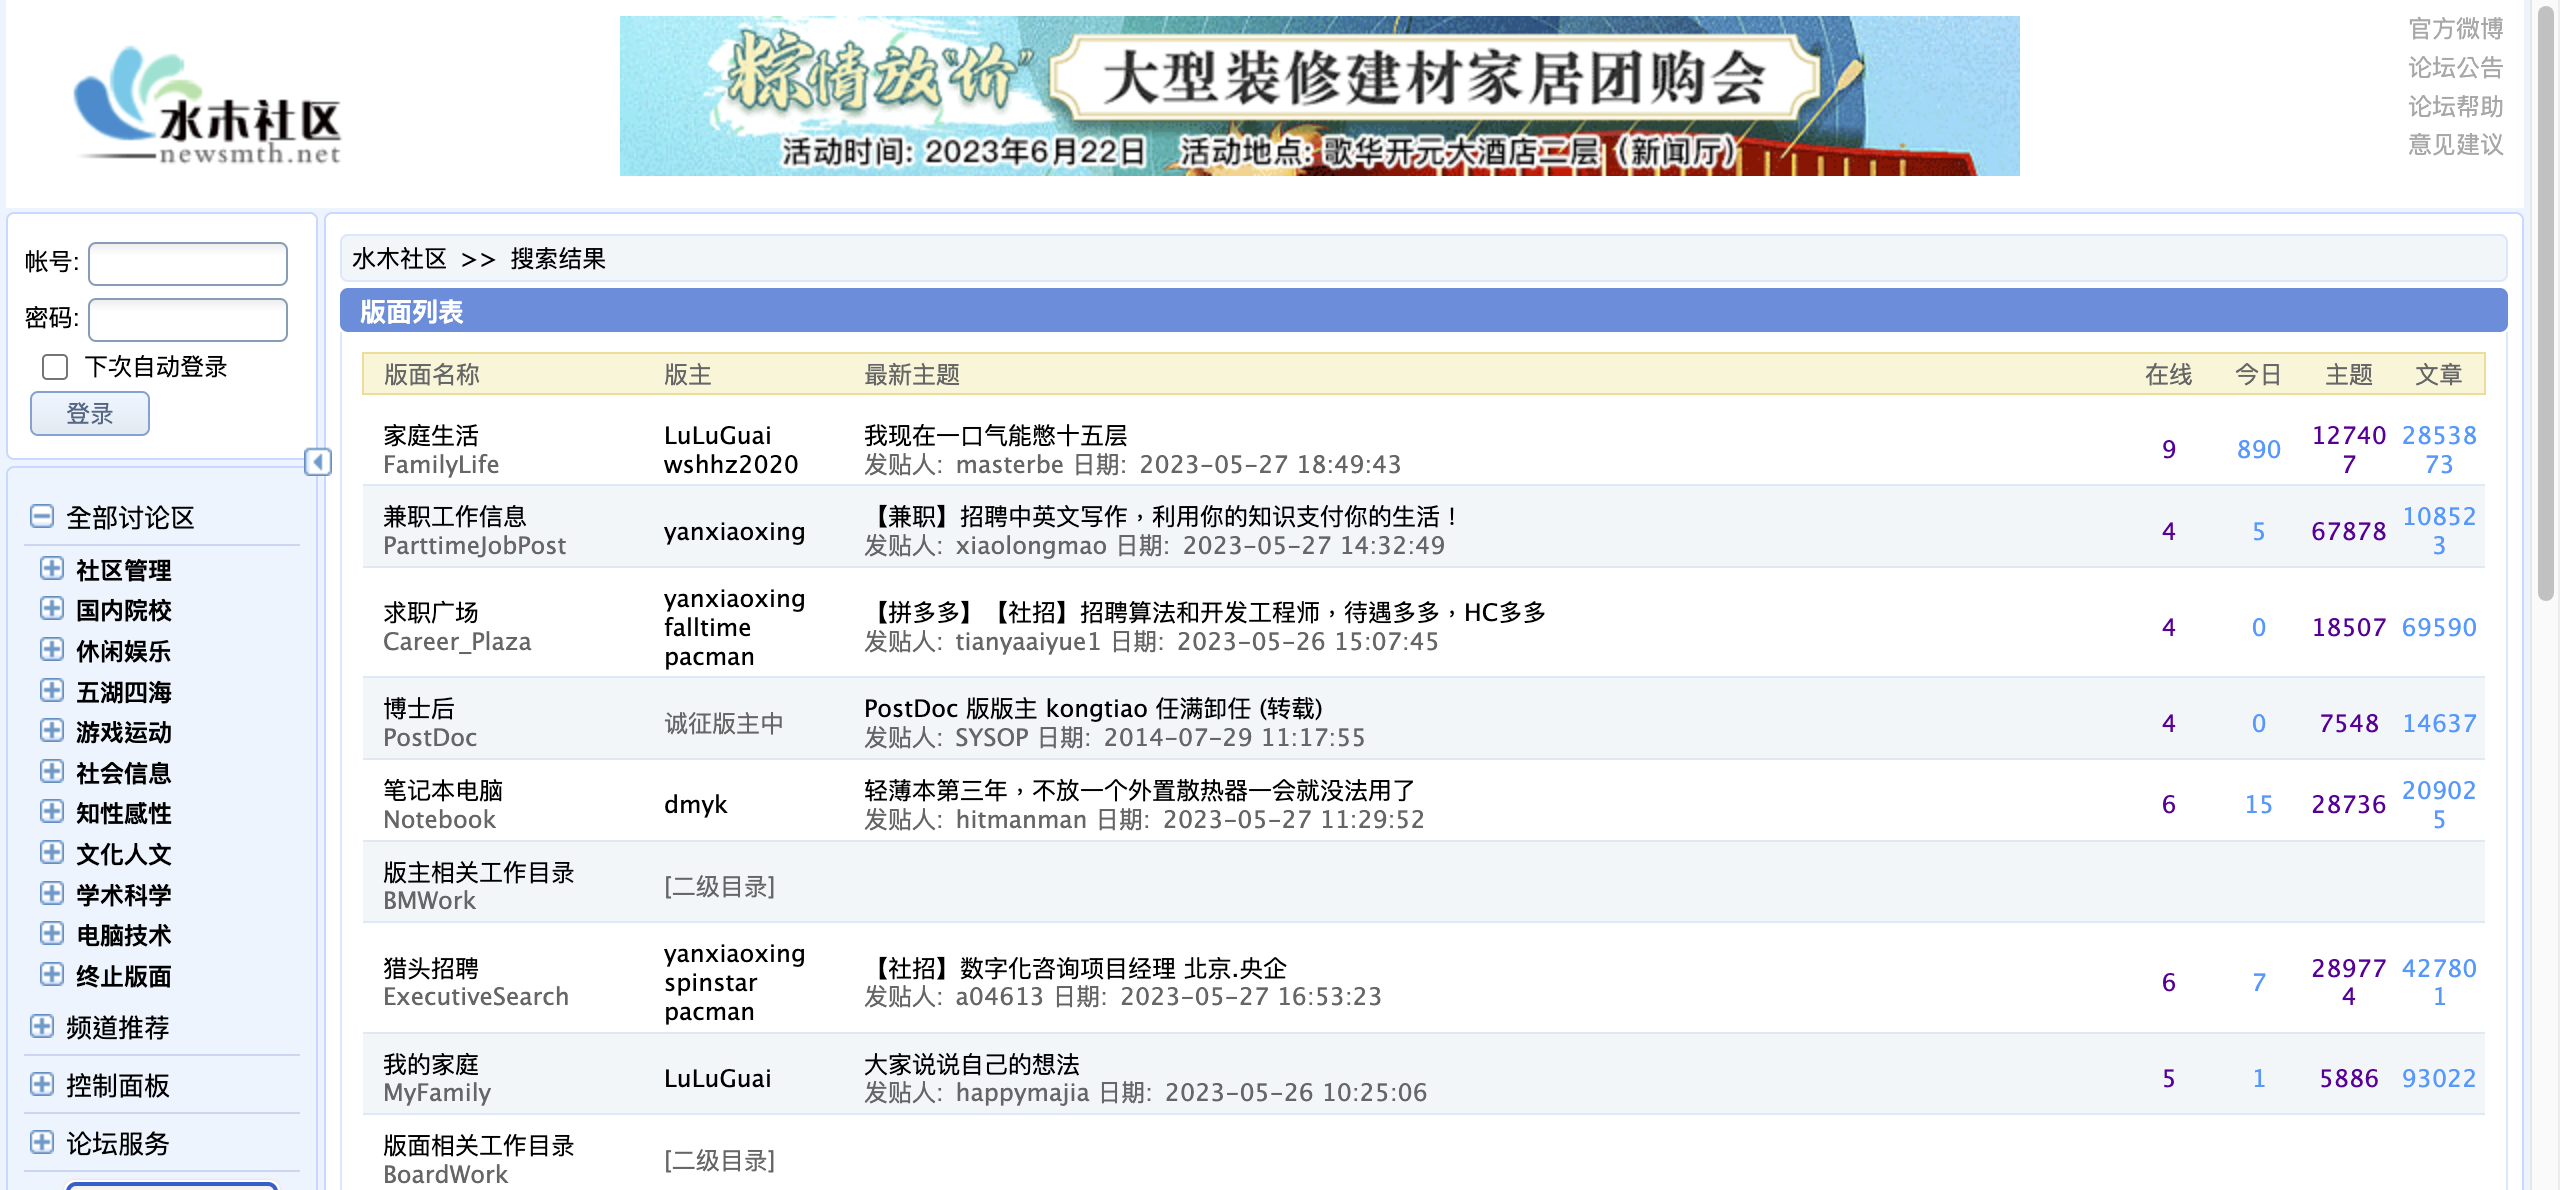 水木社区
newsmth.net
粽情放“价”
大型装修建材家居团购会
活动时间: 2023年6月22日 活动地点: 歌华开元大酒店二层（新闻厅）
官方微博
论坛公告
论坛帮助
意见建议
帐号:
密码:
下次自动登录
登录
全部讨论区
社区管理
国内院校
休闲娱乐
五湖四海
游戏运动
社会信息
知性感性
文化人文
学术科学
电脑技术
终止版面
频道推荐
控制面板
论坛服务
水木社区 >> 搜索结果
版面列表
版面名称 版主 最新主题 在线 今日 主题 文章
家庭生活 LuLuGuai 我现在一口气能憋十五层 12740 28538
FamilyLife wshhz2020 发贴人: masterbe 日期: 2023-05-27 18:49:43 9 890 7 73
兼职工作信息 【兼职】招聘中英文写作，利用你的知识支付你的生活！ 10852
ParttimeJobPost yanxiaoxing 发贴人: xiaolongmao 日期: 2023-05-27 14:32:49 4 5 67878 3
yanxiaoxing
求职广场 falltime 【拼多多】【社招】招聘算法和开发工程师，待遇多多，HC多多 4 0 18507 69590
Career_Plaza pacman 发贴人: tianyaaiyue1 日期: 2023-05-26 15:07:45
博士后 诚征版主中 PostDoc 版版主 kongtiao 任满卸任 (转载) 4 0 7548 14637
PostDoc 发贴人: SYSOP 日期: 2014-07-29 11:17:55
笔记本电脑 dmyk 轻薄本第三年，不放一个外置散热器一会就没法用了 6 15 28736 20902
Notebook 发贴人: hitmanman 日期: 2023-05-27 11:29:52 5
版主相关工作目录 [二级目录]
BMWork
yanxiaoxing
猎头招聘 spinstar 【社招】数字化咨询项目经理 北京.央企 6 7 28977 42780
ExecutiveSearch pacman 发贴人: a04613 日期: 2023-05-27 16:53:23 4 1
我的家庭 LuLuGuai 大家说说自己的想法 5 1 5886 93022
MyFamily 发贴人: happymajia 日期: 2023-05-26 10:25:06
版面相关工作目录 [二级目录]
BoardWork